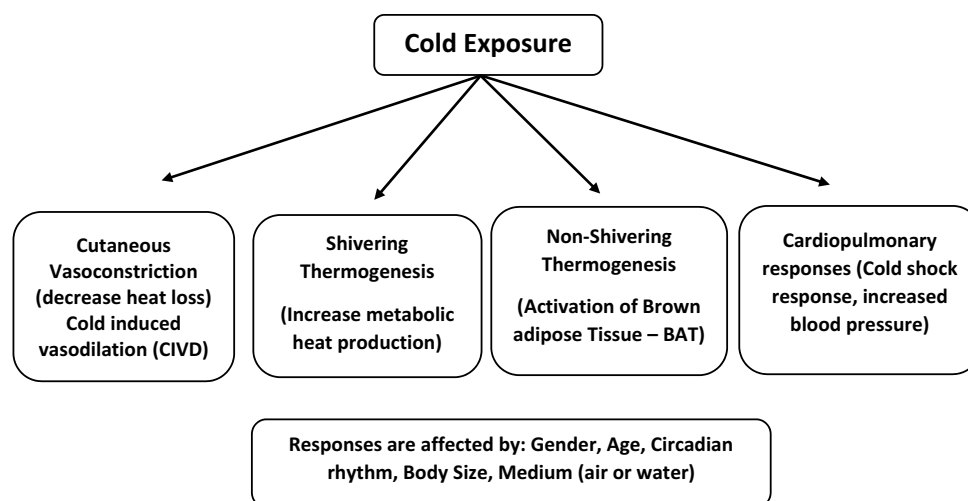 Cold Exposure
Cutaneous
Vasoconstriction
(decrease heat loss)
Cold induced
vasodilation (CIVD)
Shivering
Thermogenesis
(Increase metabolic
heat production)
Non-Shivering
Thermogenesis
(Activation of Brown
adipose Tissue – BAT)
Cardiopulmonary
responses (Cold shock
response, increased
blood pressure)
Responses are affected by: Gender, Age, Circadian
rhythm, Body Size, Medium (air or water)